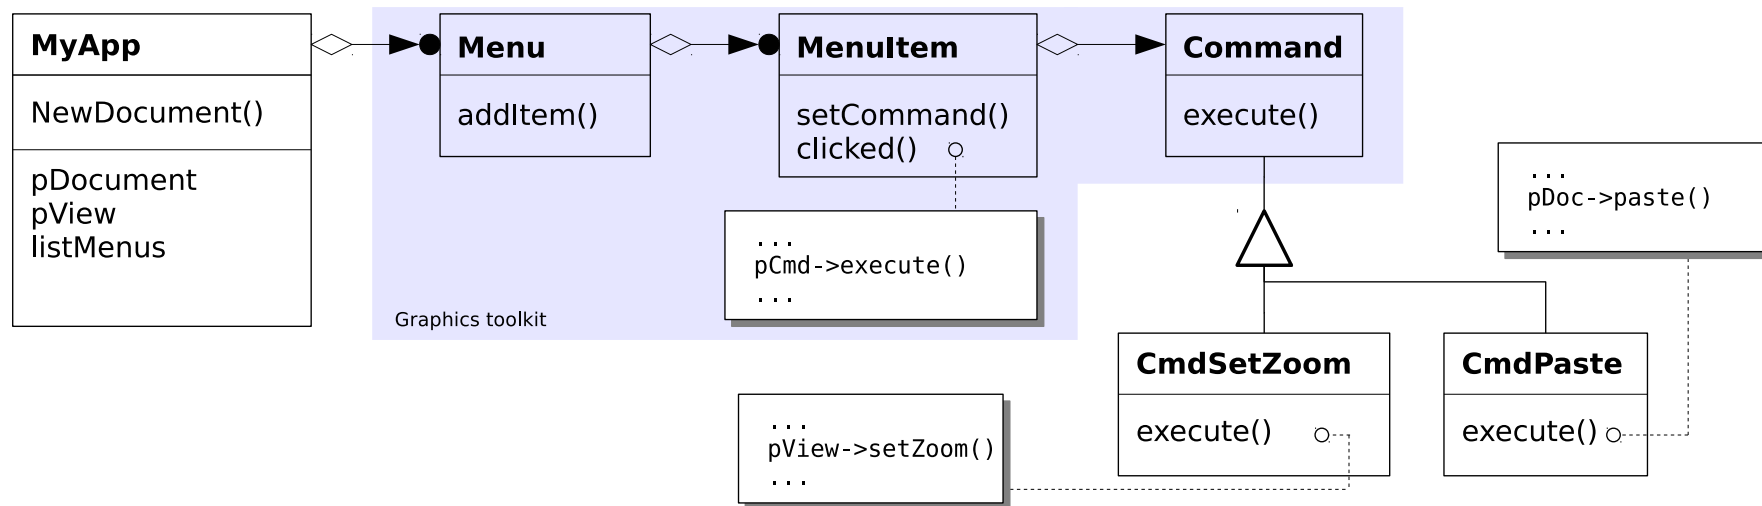 MyApp
NewDocument()
pDocument
pView
listMenus
Menu
addItem()
MenuItem
setCommand()
clicked()
Command
execute()
...
pCmd->execute()
...
Graphics toolkit
...
pDoc->paste()
...
CmdSetZoom
execute()
CmdPaste
execute()
...
pView->setZoom()
...